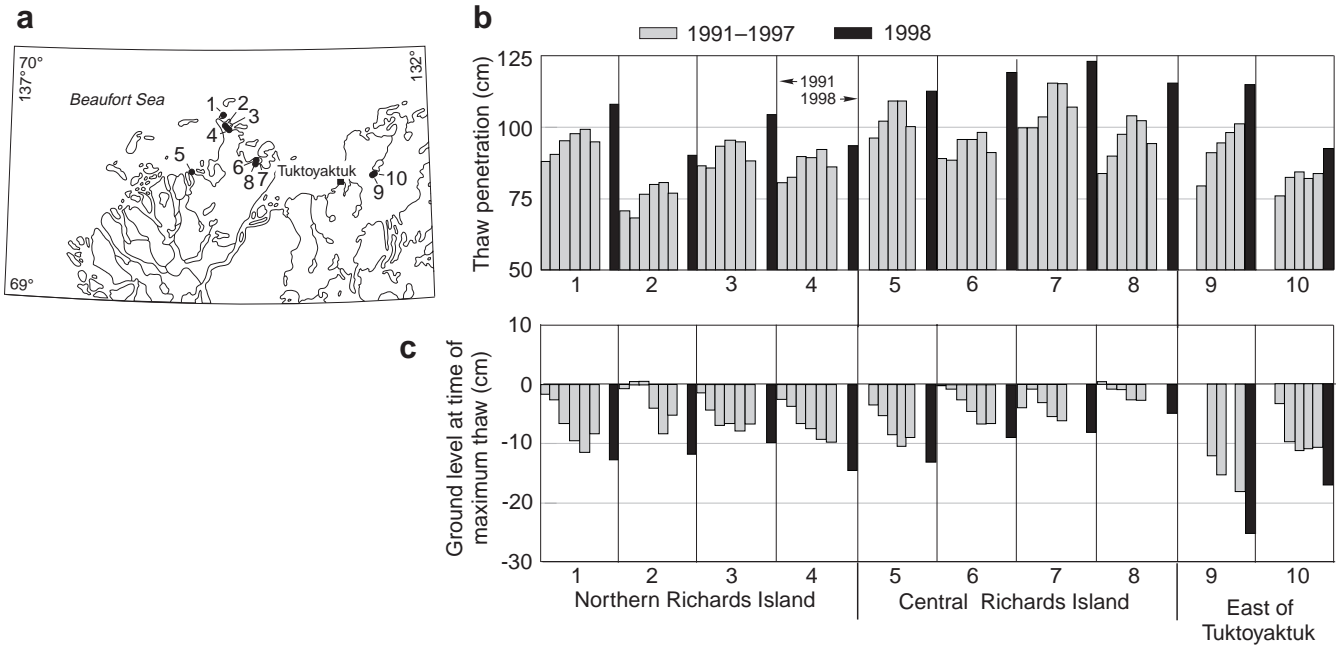 a
70°
137°
132°
Beaufort Sea
1
2
3
4
5
6
8
7
Tuktoyaktuk
10
9
69°
b
1991–1997
1998
Thaw penetration (cm)
125
100
75
50
1991
1998
1 2 3 4 5 6 7 8 9 10
c
Ground level at time of
maximum thaw (cm)
10
0
-10
-20
-30
1 2 3 4 5 6 7 8 9 10
Northern Richards Island
Central Richards Island
East of
Tuktoyaktuk